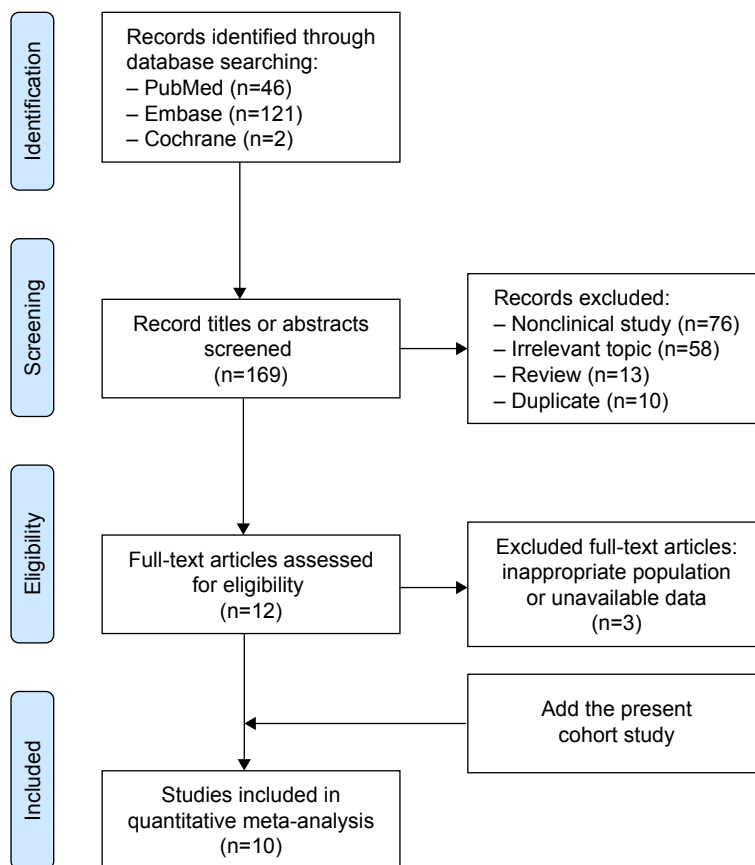 Identification
Records identified through
database searching:
– PubMed (n=46)
– Embase (n=121)
– Cochrane (n=2)
Screening
Record titles or abstracts
screened
(n=169)
Records excluded:
– Nonclinical study (n=76)
– Irrelevant topic (n=58)
– Review (n=13)
– Duplicate (n=10)
Eligibility
Full-text articles assessed
for eligibility
(n=12)
Excluded full-text articles:
inappropriate population
or unavailable data
(n=3)
Included
Add the present
cohort study
Studies included in
quantitative meta-analysis
(n=10)